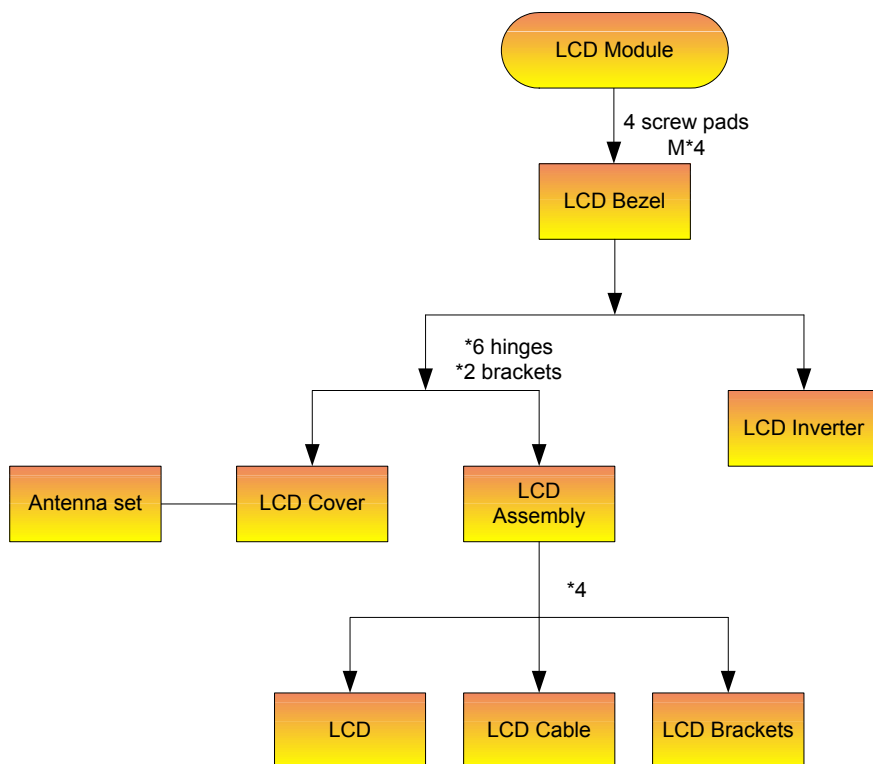 LCD Module
4 screw pads
M*4
LCD Bezel
*6 hinges
*2 brackets
LCD Inverter
Antenna set
LCD Cover
LCD
Assembly
*4
LCD
LCD Cable
LCD Brackets